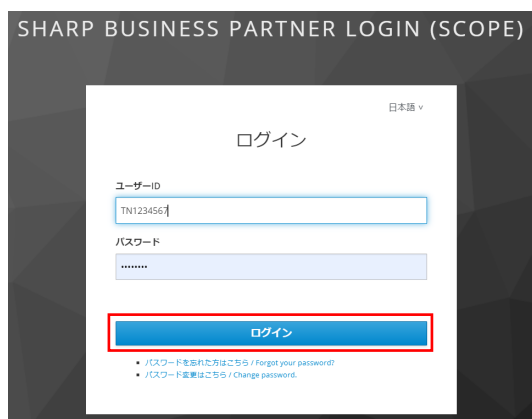 SHARP BUSINESS PARTNER LOGIN (SCOPE)
日本語 ∨
ログイン
ユーザーID
TN1234567
パスワード
••••••••
ログイン
▪ パスワードを忘れた方はこちら / Forgot your password?
▪ パスワード変更はこちら / Change password.